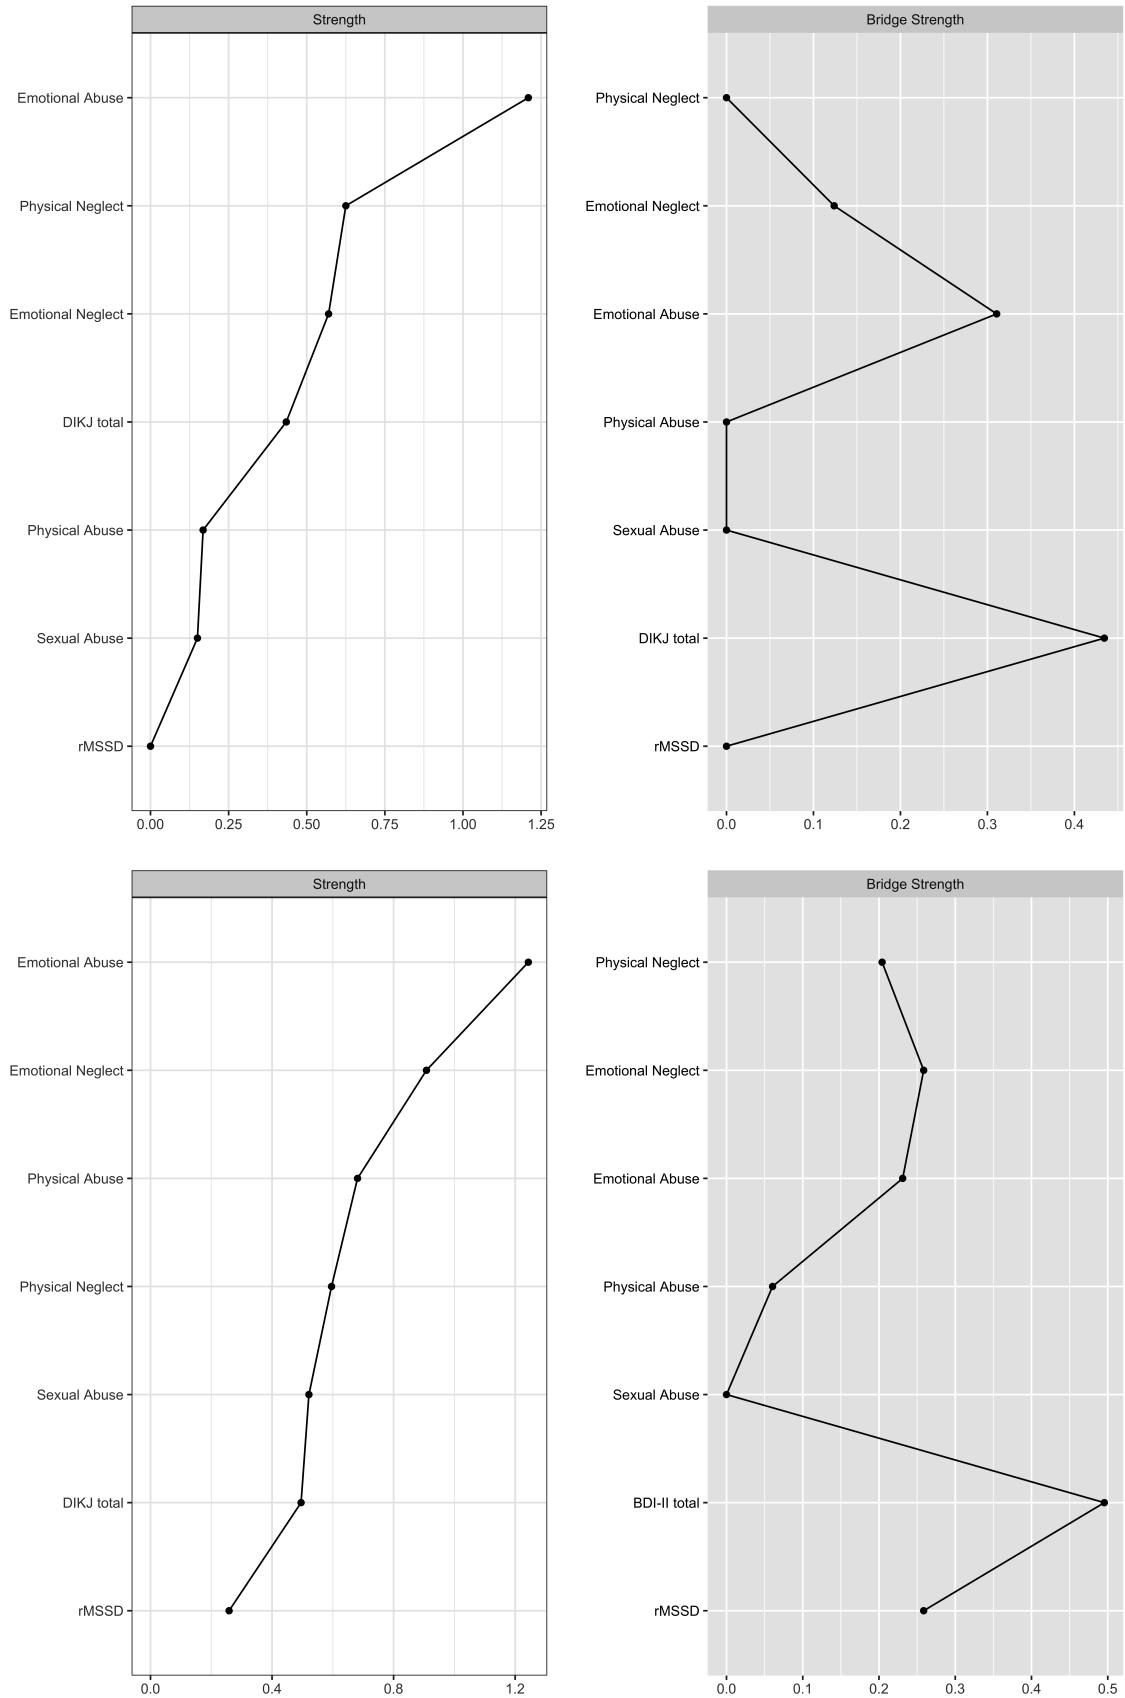 Strength
Emotional Abuse
Physical Neglect
Emotional Neglect
DIKJ total
Physical Abuse
Sexual Abuse
rMSSD
0.00 0.25 0.50 0.75 1.00 1.25
Bridge Strength
Physical Neglect
Emotional Neglect
Emotional Abuse
Physical Abuse
Sexual Abuse
DIKJ total
rMSSD
0.0 0.1 0.2 0.3 0.4
Strength
Emotional Abuse
Emotional Neglect
Physical Abuse
Physical Neglect
Sexual Abuse
DIKJ total
rMSSD
0.0 0.4 0.8 1.2
Bridge Strength
Physical Neglect
Emotional Neglect
Emotional Abuse
Physical Abuse
Sexual Abuse
BDI-II total
rMSSD
0.0 0.1 0.2 0.3 0.4 0.5